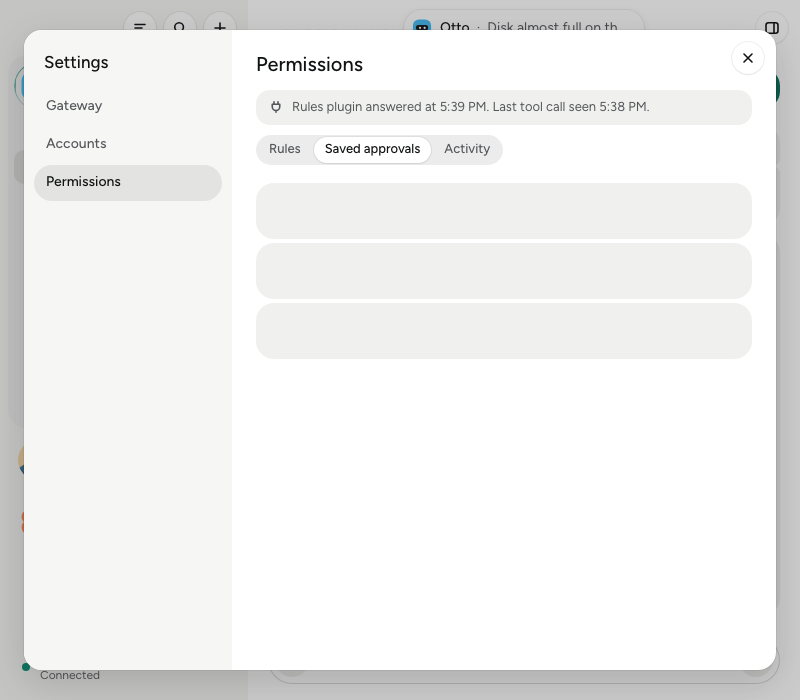 Otto · Disk almost full on th
Settings
Gateway
Accounts
Permissions
Permissions
Rules plugin answered at 5:39 PM. Last tool call seen 5:38 PM.
Rules
Saved approvals
Activity
Connected